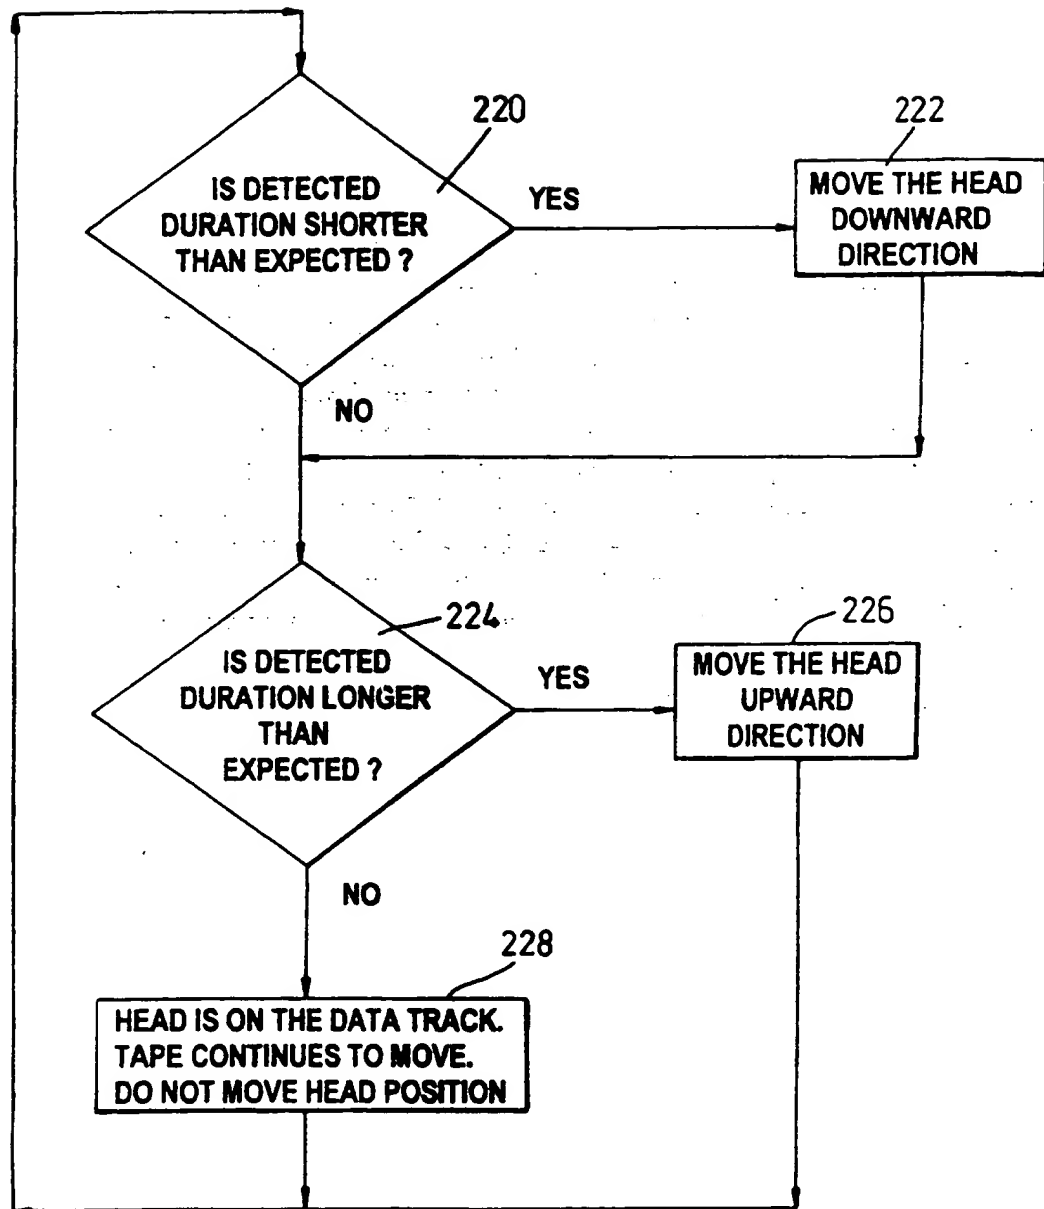 220
IS DETECTED
DURATION SHORTER
THAN EXPECTED ?
YES
222
MOVE THE HEAD
DOWNWARD
DIRECTION
NO
224
IS DETECTED
DURATION LONGER
THAN
EXPECTED ?
YES
226
MOVE THE HEAD
UPWARD
DIRECTION
NO
228
HEAD IS ON THE DATA TRACK.
TAPE CONTINUES TO MOVE.
DO NOT MOVE HEAD POSITION